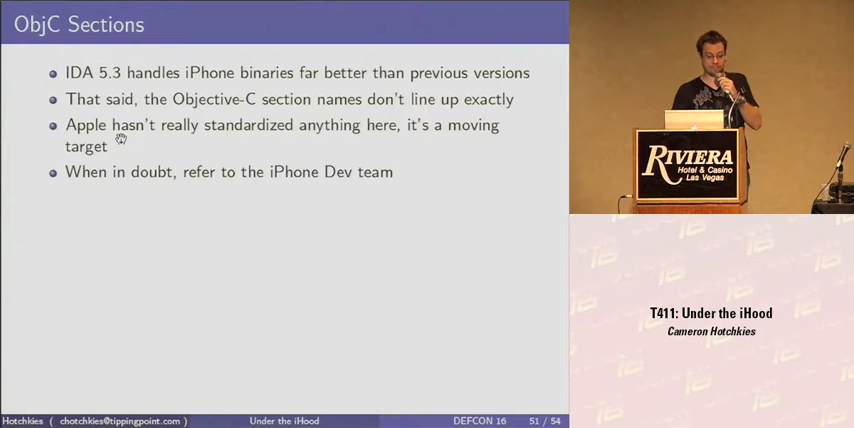 ObjC Sections
IDA 5.3 handles iPhone binaries far better than previous versions
That said, the Objective-C section names don't line up exactly
Apple hasn't really standardized anything here, it's a moving
target
When in doubt, refer to the iPhone Dev team
Hotchkies ( chotchkies@tippingpoint.com ) Under the iHood DEFCON 16 51 / 54
RIVIERA
Hotel & Casino
Las Vegas
T411: Under the iHood
Cameron Hotchkies